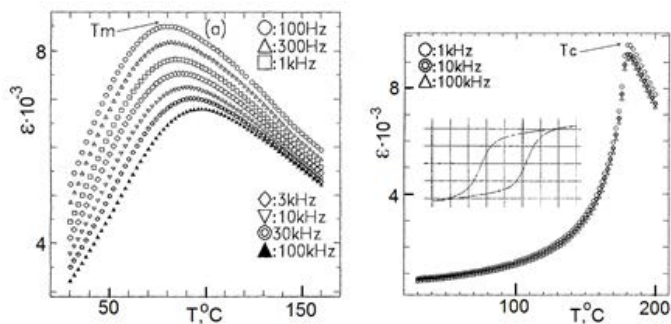 Tm
(a)
○:100Hz
△:300Hz
□:1kHz
◇:3kHz
▽:10kHz
◎:30kHz
▲:100kHz
8
4
ε·10⁻³
50
100
150
T,°C
Tc
○:1kHz
◎:10kHz
△:100kHz
8
4
ε·10⁻³
100
200
T,°C